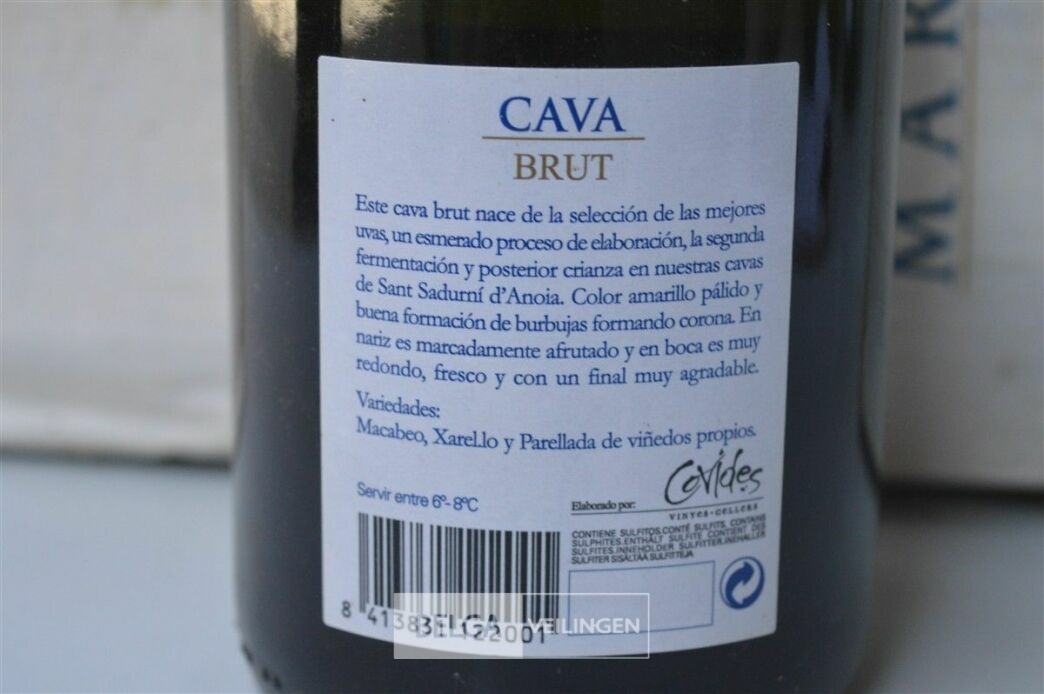 CAVA
BRUT
Este cava brut nace de la selección de las mejores
uvas, un esmerado proceso de elaboración, la segunda
fermentación y posterior crianza en nuestras cavas
de Sant Sadurní d'Anoia. Color amarillo pálido y
buena formación de burbujas formando corona. En
nariz es marcadamente afrutado y en boca es muy
redondo, fresco y con un final muy agradable.
Variedades:
Macabeo, Xarel.lo y Parellada de viñedos propios.
Servir entre 6º- 8ºC
Elaborado por:
Covides
VINYES-CELLERS
CONTIENE SULFITOS.CONTÉ SULFITS. CONTAINS
SULPHITES.ENTHÄLT SULFITE CONTIENT DES
SULFITES.INNEHOLDER SULFITTER.INEHALLER
SULFITER SISÄLTÄÄ SULFITTEJA
VEILINGEN
MAR